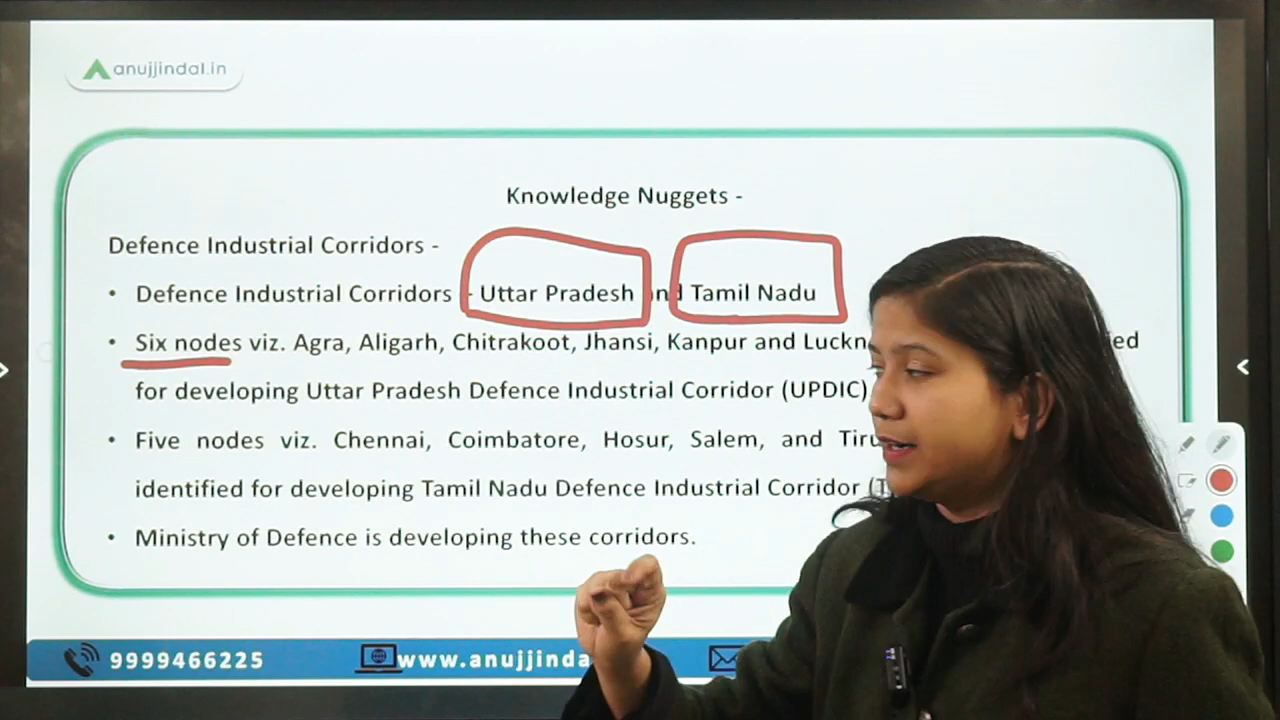 anujjindal.in
Knowledge Nuggets -
Defence Industrial Corridors -
• Defence Industrial Corridors - Uttar Pradesh and Tamil Nadu
• Six nodes viz. Agra, Aligarh, Chitrakoot, Jhansi, Kanpur and
for developing Uttar Pradesh Defence Industrial Corridor (UPDIC)
• Five nodes viz. Chennai, Coimbatore, Hosur, Salem, and
identified for developing Tamil Nadu Defence Industrial Corridor
• Ministry of Defence is developing these corridors.
9999466225 www.anujjinda